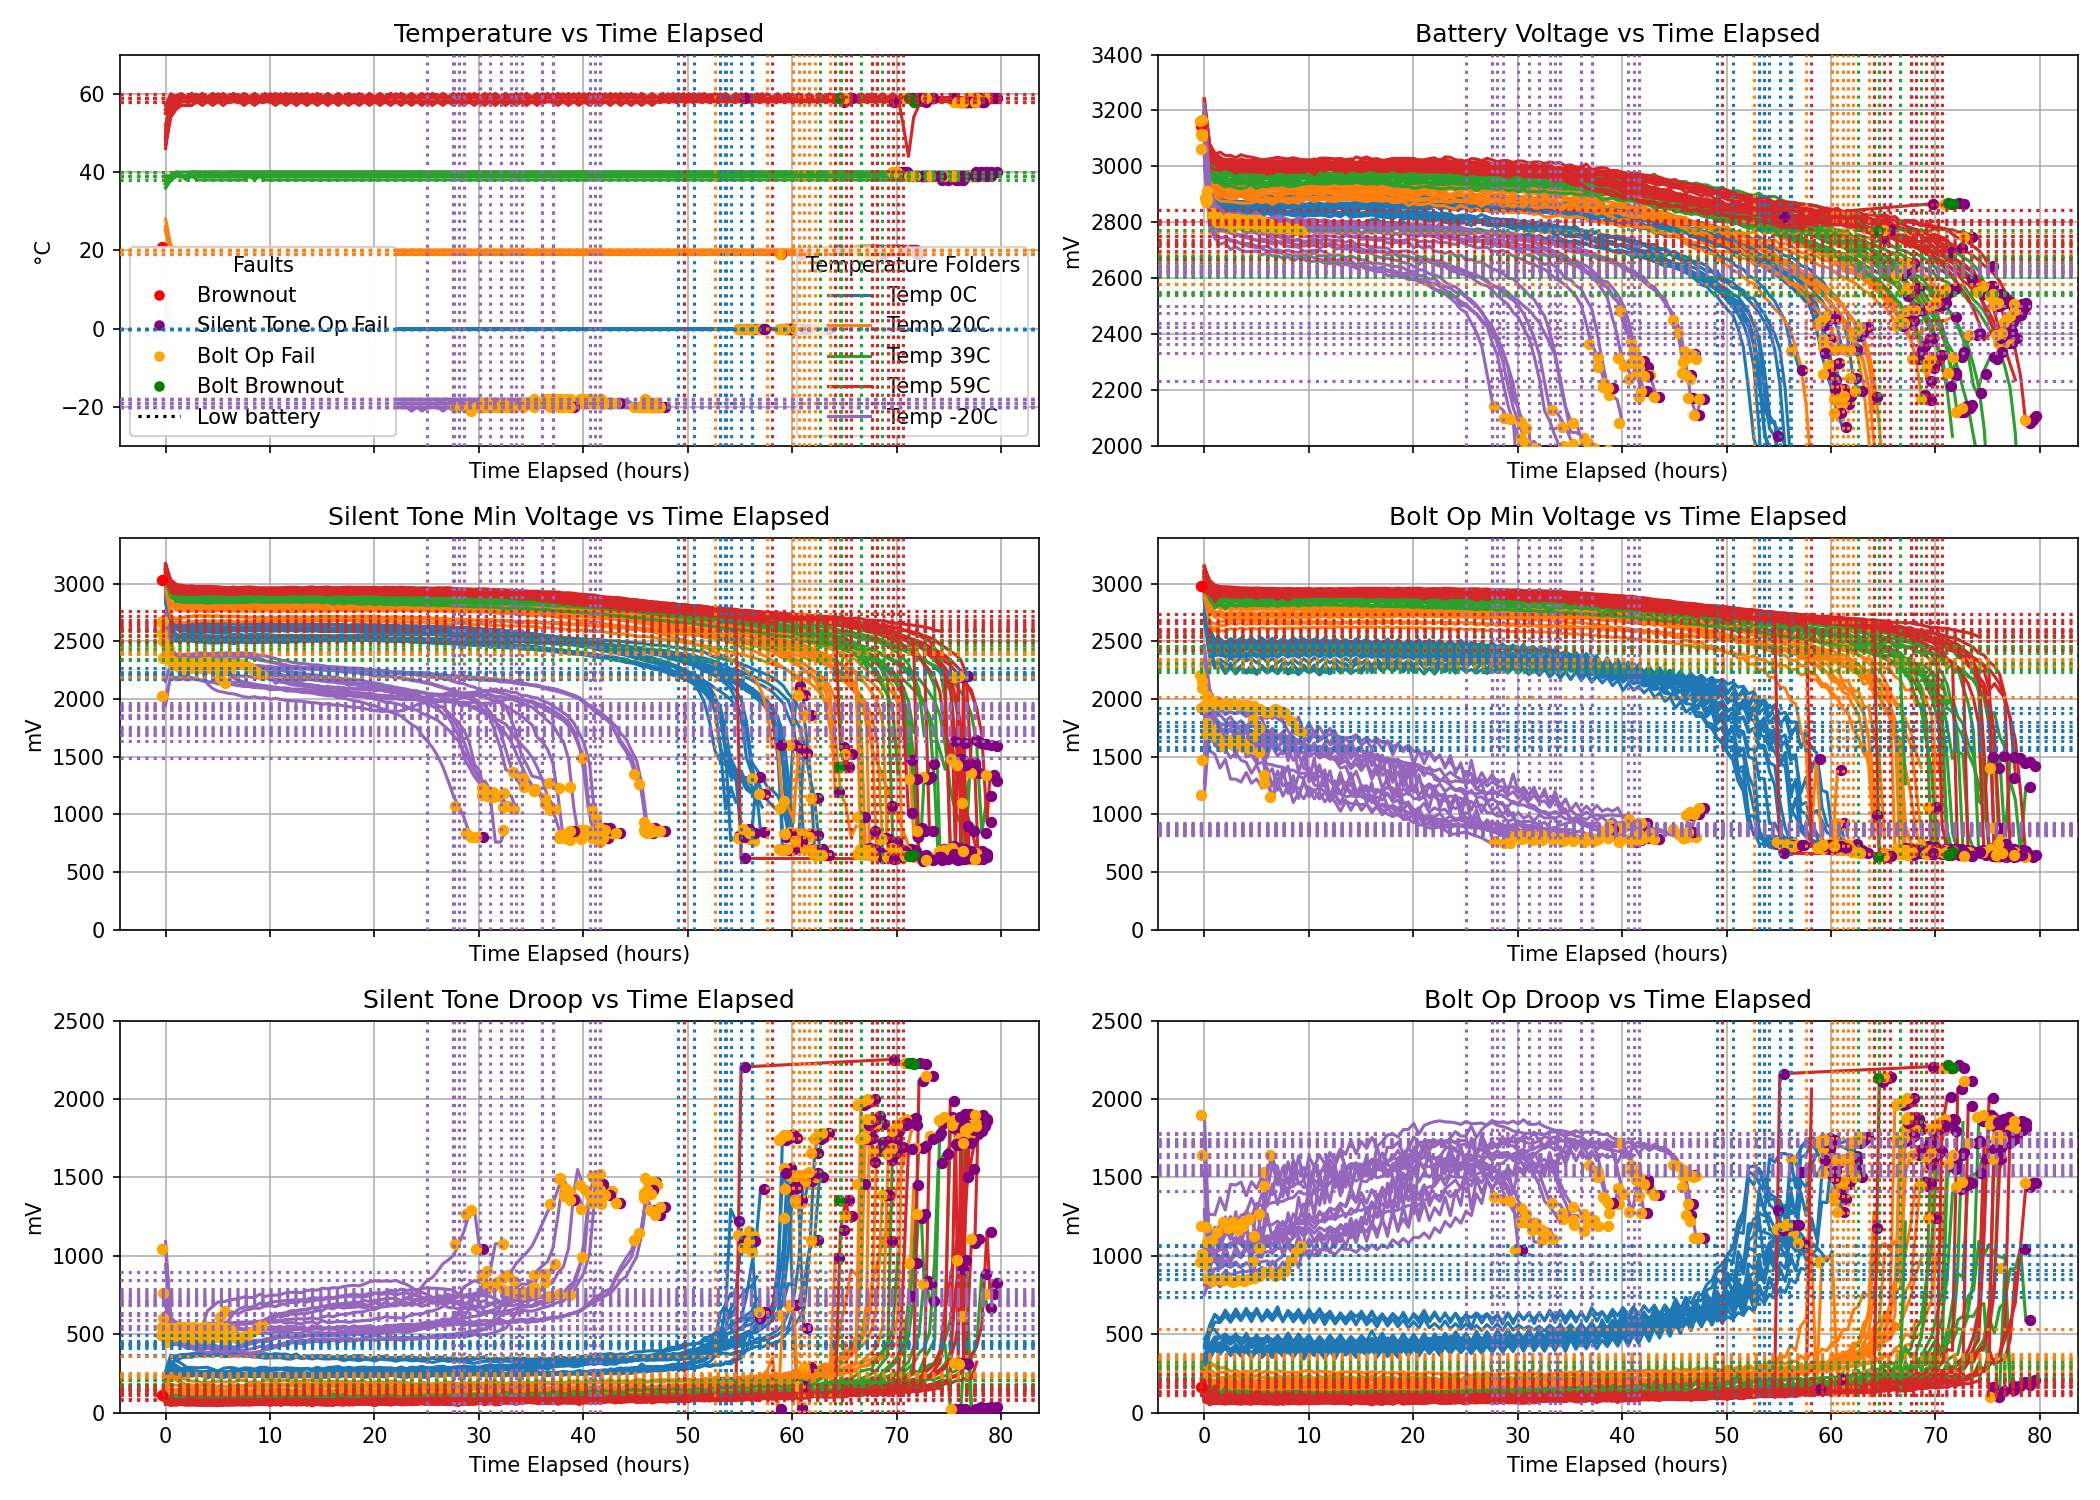 Temperature vs Time Elapsed
°C
60
40
20
0
−20
Faults
Brownout
Silent Tone Op Fail
Bolt Op Fail
Bolt Brownout
Low battery
Temperature Folders
Temp 0C
Temp 20C
Temp 39C
Temp 59C
Temp -20C
Time Elapsed (hours)
Battery Voltage vs Time Elapsed
mV
3400
3200
3000
2800
2600
2400
2200
2000
Time Elapsed (hours)
Silent Tone Min Voltage vs Time Elapsed
mV
3000
2500
2000
1500
1000
500
0
Time Elapsed (hours)
Bolt Op Min Voltage vs Time Elapsed
mV
3000
2500
2000
1500
1000
500
0
Time Elapsed (hours)
Silent Tone Droop vs Time Elapsed
mV
2500
2000
1500
1000
500
0
0 10 20 30 40 50 60 70 80
Time Elapsed (hours)
Bolt Op Droop vs Time Elapsed
mV
2500
2000
1500
1000
500
0
0 10 20 30 40 50 60 70 80
Time Elapsed (hours)